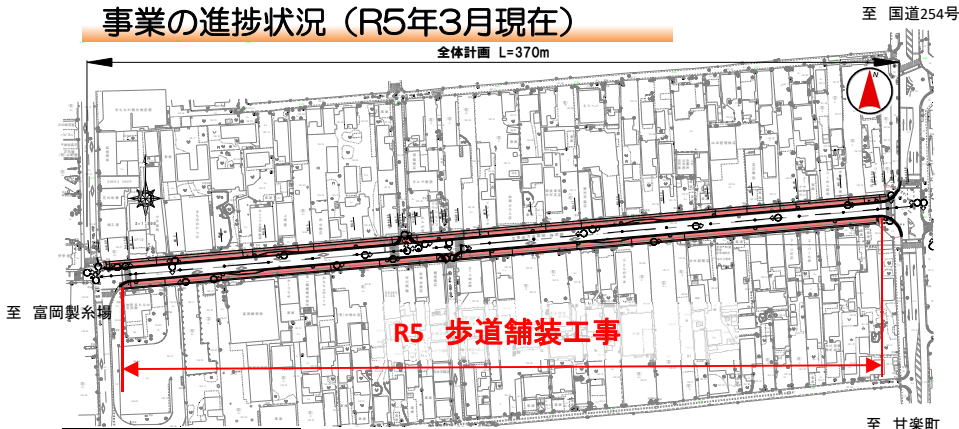 事業の進捗状況（R5年3月現在）
至 国道254号
全体計画 L=370m
N
至 富岡製糸場
R5 歩道舗装工事
至 甘楽町